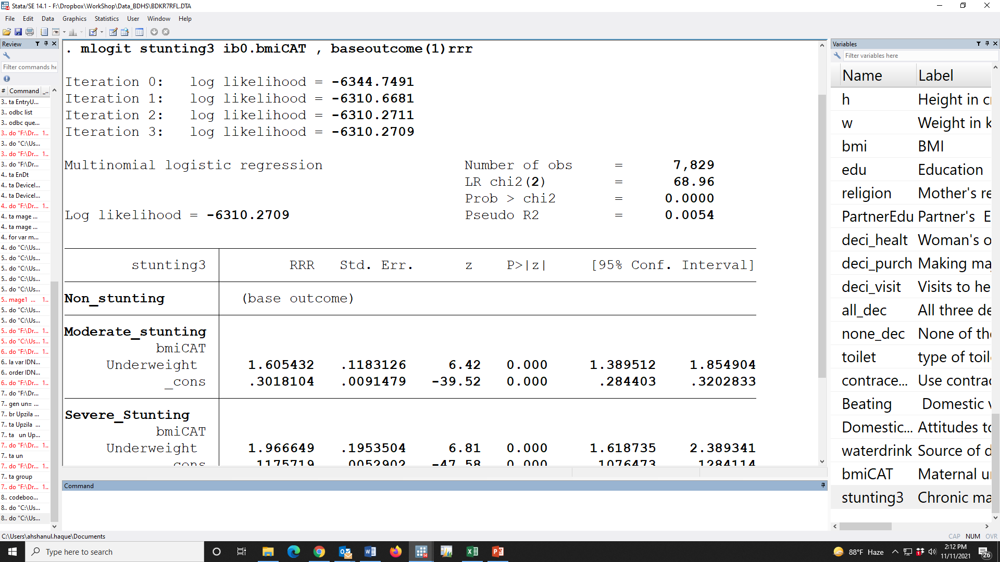 Stata/SE 14.1 - F:\Dropbox\WorkShop\Data_BDHS\BDKR7RFL.DTA
File Edit Data Graphics Statistics User Window Help
Review
Filter commands he
# Command _..
3.. ta EntryU...
3.. odbc list
3.. odbc que...
3.. do "F:\Dr... 1..
3.. do "C:\Us...
3.. do "F:\Dr... 1..
3.. do "F:\Dr...
4.. ta EnDt
4.. ta DeviceI...
4.. ta DeviceI...
4.. do "F:\Dr... 1..
4.. ta mage ...
4.. ta mage ...
4.. for var m...
4.. do "C:\Us...
5.. do "C:\Us...
5.. do "C:\Us...
5.. do "C:\Us...
5.. do "C:\Us...
5.. mage1 ... 1..
5.. do "C:\Us...
5.. do "C:\Us...
5.. do "F:\Dr... 1..
5.. do "C:\Us... 1..
6.. do "F:\Dr... 1..
6.. la var IDN...
6.. order IDN...
6.. do "F:\Dr... 1..
7.. do "F:\Dr...
7.. gen un= ...
7.. br Upzila ...
7.. ta Upzila ...
7.. ta un Up...
7.. do "F:\Dr... 1..
7.. ta un
7.. do "F:\Dr... 1..
7.. ta group
7.. do "F:\Dr... 1..
8.. codeboo...
8.. do "C:\Us...
8.. do "C:\Us...
. mlogit stunting3 ib0.bmiCAT , baseoutcome(1)rrr
Iteration 0: log likelihood = -6344.7491
Iteration 1: log likelihood = -6310.6681
Iteration 2: log likelihood = -6310.2711
Iteration 3: log likelihood = -6310.2709
Multinomial logistic regression Number of obs = 7,829
LR chi2(2) = 68.96
Prob > chi2 = 0.0000
Log likelihood = -6310.2709 Pseudo R2 = 0.0054
stunting3 RRR Std. Err. z P>|z| [95% Conf. Interval]
Non_stunting (base outcome)
Moderate_stunting
bmiCAT
Underweight 1.605432 .1183126 6.42 0.000 1.389512 1.854904
_cons .3018104 .0091479 -39.52 0.000 .284403 .3202833
Severe_Stunting
bmiCAT
Underweight 1.966649 .1953504 6.81 0.000 1.618735 2.389341
_cons .1175719 .0052902 -47.58 0.000 .1076473 .1284114
Command
Variables
Filter variables here
Name Label
h Height in c
w Weight in k
bmi BMI
edu Education
religion Mother's re
PartnerEdu Partner's E
deci_healt Woman's o
deci_purch Making ma
deci_visit Visits to he
all_dec All three de
none_dec None of the
toilet type of toil
contrace... Use contra
Beating Domestic v
Domestic... Attitudes to
waterdrink Source of d
bmiCAT Maternal u
stunting3 Chronic ma
C:\Users\ahshanul.haque\Documents
CAP NUM OVR
Type here to search
88°F Haze
2:12 PM
11/11/2021
26